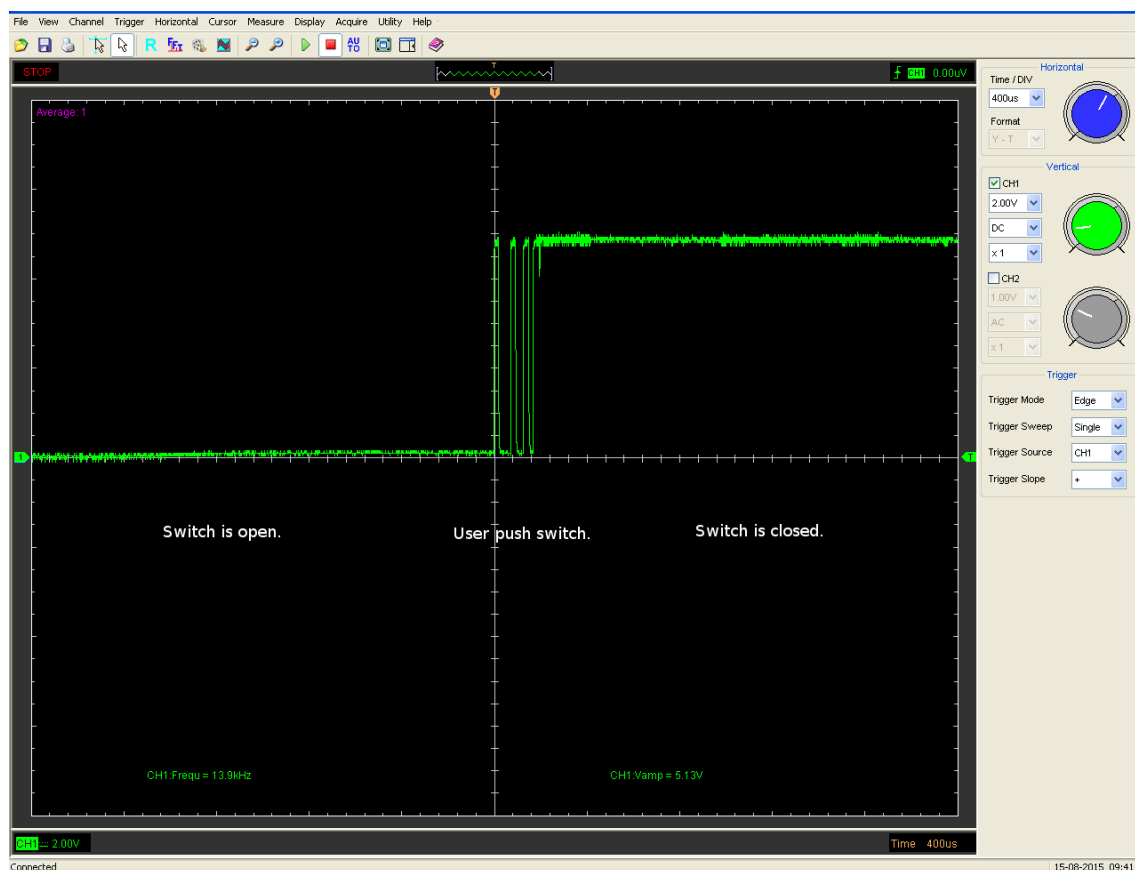 File View Channel Trigger Horizontal Cursor Measure Display Acquire Utility Help
R FFT AUTO
STOP T CH1 0.00uV
T
Average: 1
1 T
Switch is open. User push switch. Switch is closed.
CH1:Frequ = 13.9kHz CH1:Vamp = 5.13V
CH1 2.00V Time 400us
Connected 15-08-2015 09:41
Horizontal
Time / DIV
400us
Format
Y - T
Vertical
CH1
2.00V
DC
x 1
CH2
1.00V
AC
x 1
Trigger
Trigger Mode Edge
Trigger Sweep Single
Trigger Source CH1
Trigger Slope +